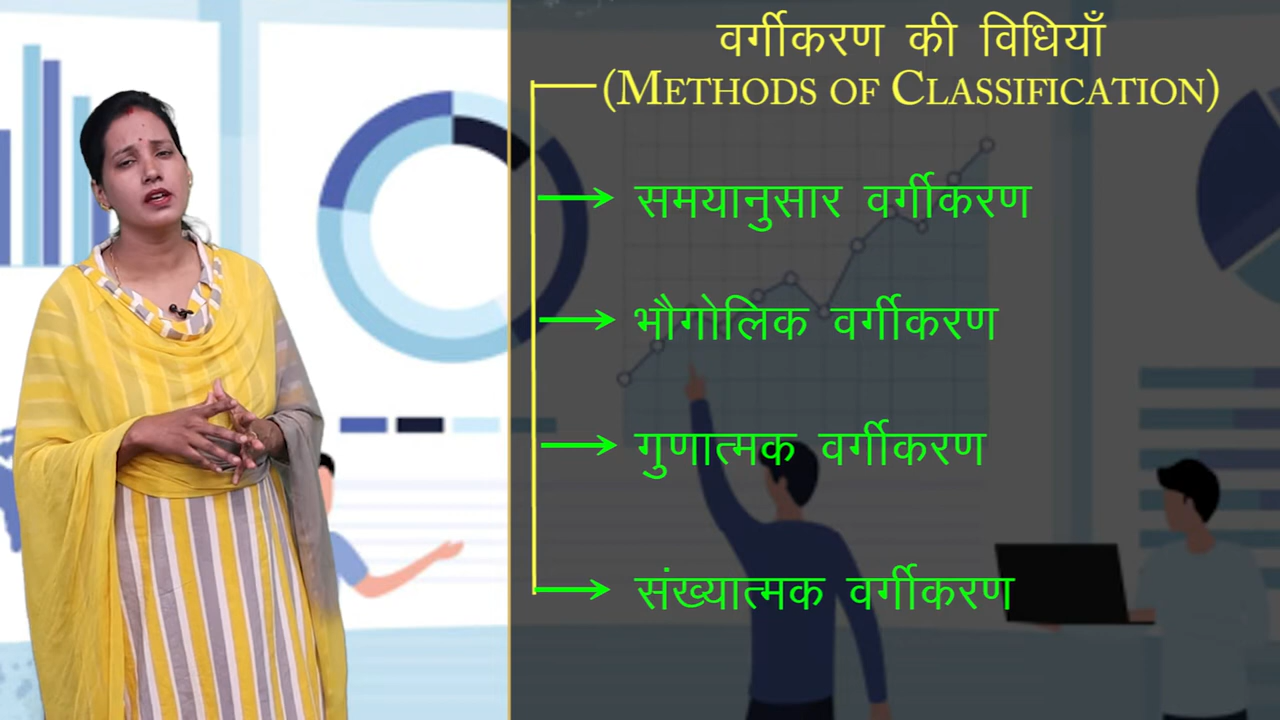 वर्गीकरण की विधियाँ
(METHODS OF CLASSIFICATION)
समयानुसार वर्गीकरण
भौगोलिक वर्गीकरण
गुणात्मक वर्गीकरण
संख्यात्मक वर्गीकरण